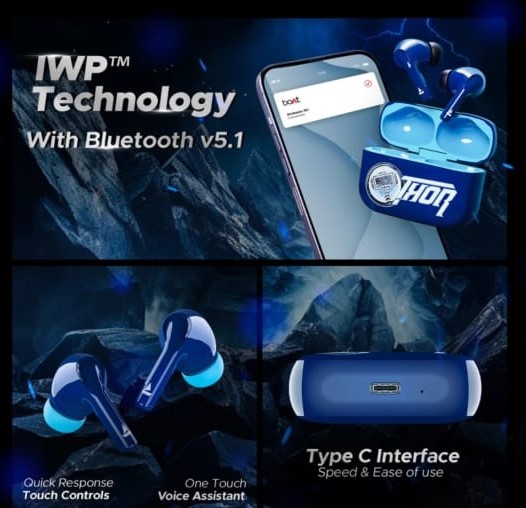 IWP™
Technology
With Bluetooth v5.1
boAt
THOR
Quick Response
Touch Controls
One Touch
Voice Assistant
Type C Interface
Speed & Ease of use